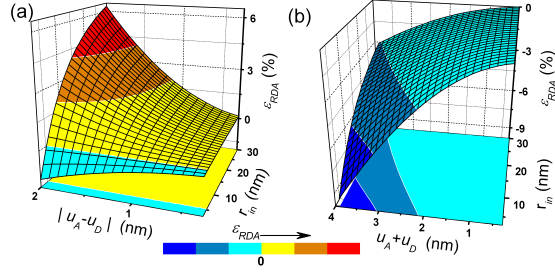 (a)
6
3
0
ε_RDA (%)
30
20
10
r_in (nm)
2
1
| u_A-u_D | (nm)
(b)
0
-3
-6
-9
ε_RDA (%)
30
20
10
r_in (nm)
4
3
2
1
u_A+u_D (nm)
ε_RDA
0